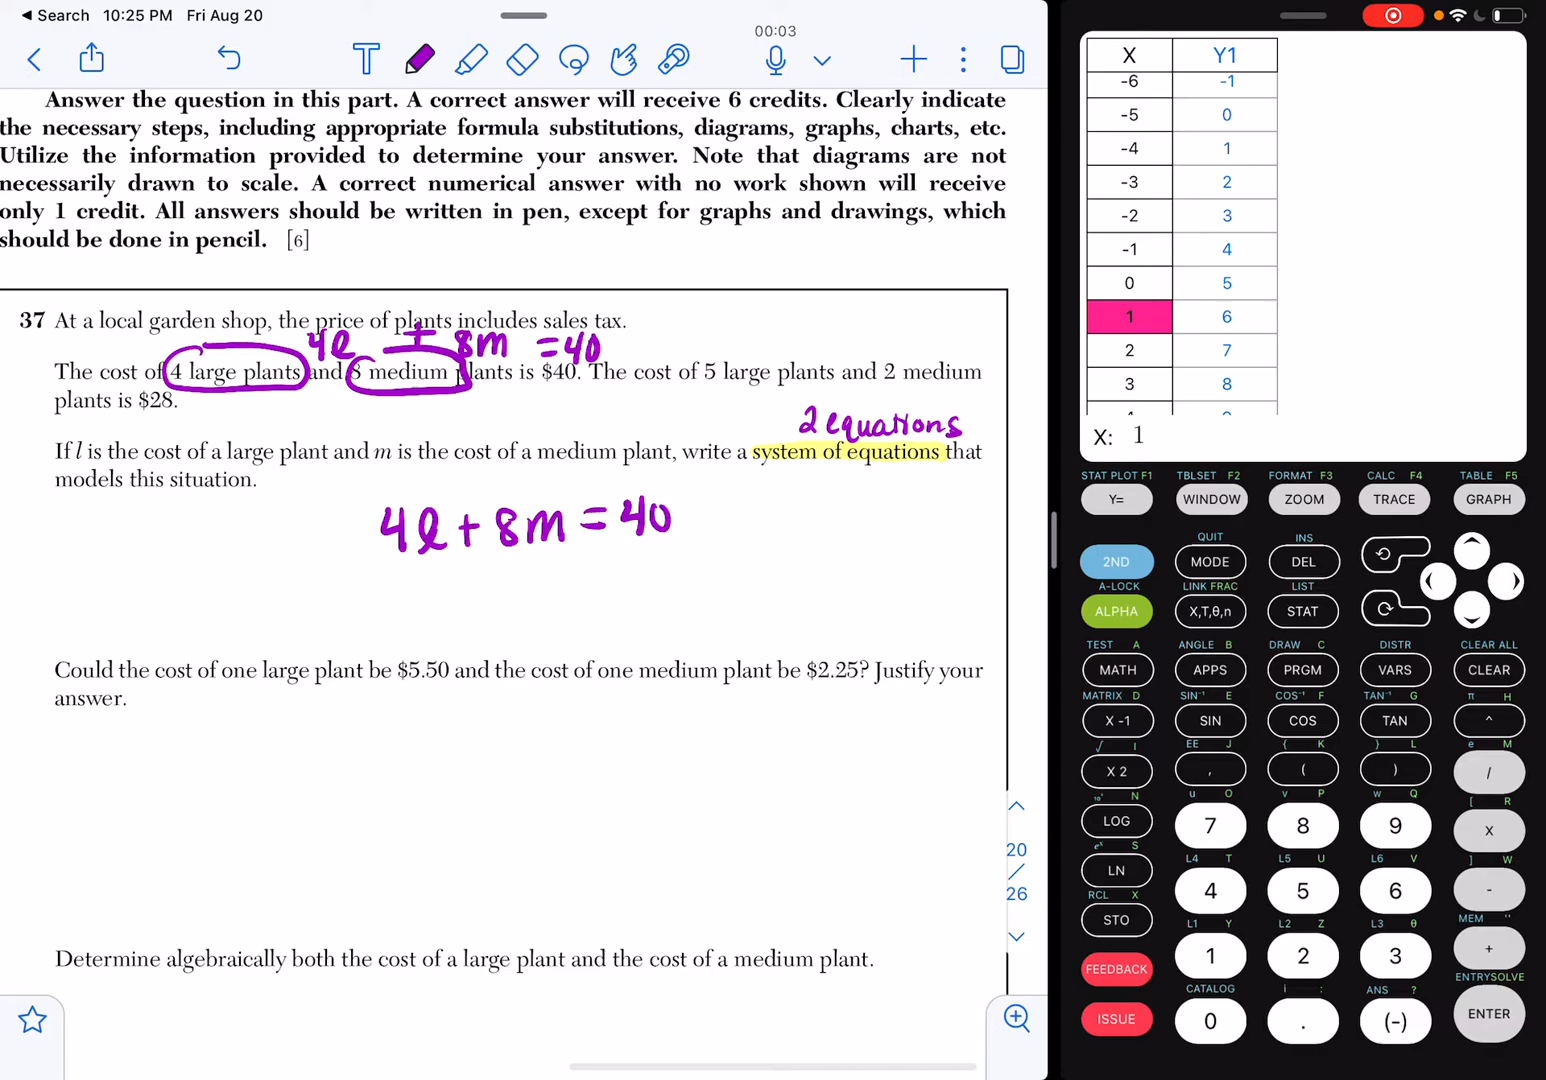 Search 10:25 PM Fri Aug 20
00:03
Answer the question in this part. A correct answer will receive 6 credits. Clearly indicate
the necessary steps, including appropriate formula substitutions, diagrams, graphs, charts, etc.
Utilize the information provided to determine your answer. Note that diagrams are not
necessarily drawn to scale. A correct numerical answer with no work shown will receive
only 1 credit. All answers should be written in pen, except for graphs and drawings, which
should be done in pencil. [6]
37 At a local garden shop, the price of plants includes sales tax.
4l + 8m = 40
The cost of 4 large plants and 8 medium plants is $40. The cost of 5 large plants and 2 medium
plants is $28.
2 equations
If l is the cost of a large plant and m is the cost of a medium plant, write a system of equations that
models this situation.
4l + 8m = 40
Could the cost of one large plant be $5.50 and the cost of one medium plant be $2.25? Justify your
answer.
Determine algebraically both the cost of a large plant and the cost of a medium plant.
20
/
26
X Y1
-6 -1
-5 0
-4 1
-3 2
-2 3
-1 4
0 5
1 6
2 7
3 8
X: 1
STAT PLOT F1 TBLSET F2 FORMAT F3 CALC F4 TABLE F5
Y= WINDOW ZOOM TRACE GRAPH
QUIT INS
2ND MODE DEL
A-LOCK LINK FRAC LIST
ALPHA X,T,θ,n STAT
TEST A ANGLE B DRAW C DISTR CLEAR ALL
MATH APPS PRGM VARS CLEAR
MATRIX D SIN⁻¹ E COS⁻¹ F TAN⁻¹ G π H
X -1 SIN COS TAN ^
√ I EE J { K } L e M
X 2 , ( ) /
10ˣ N u O v P w Q [ R
LOG 7 8 9 X
eˣ S L4 T L5 U L6 V ] W
LN 4 5 6 -
RCL X L1 Y L2 Z L3 θ MEM "
STO 1 2 3 +
FEEDBACK
CATALOG i : ANS ? ENTRY SOLVE
ISSUE 0 . (-) ENTER